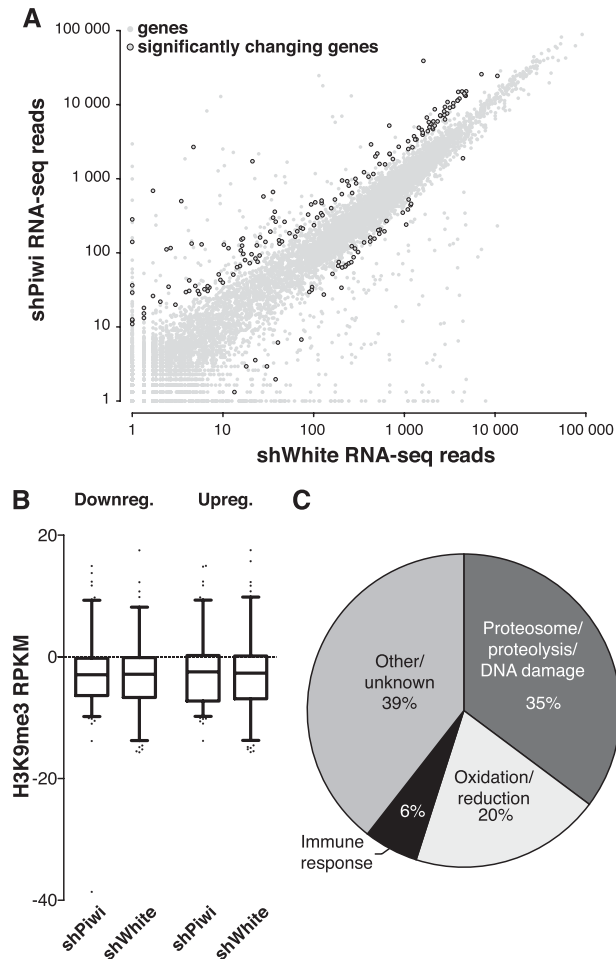 A
genes
significantly changing genes
100 000
10 000
1 000
100
10
1
shPiwi RNA-seq reads
1
10
100
1 000
10 000
100 000
shWhite RNA-seq reads
B
Downreg.
Upreg.
20
0
-20
-40
H3K9me3 RPKM
shPiwi
shWhite
shPiwi
shWhite
C
Proteosome/
proteolysis/
DNA damage
35%
Other/
unknown
39%
Oxidation/
reduction
20%
6%
Immune
response